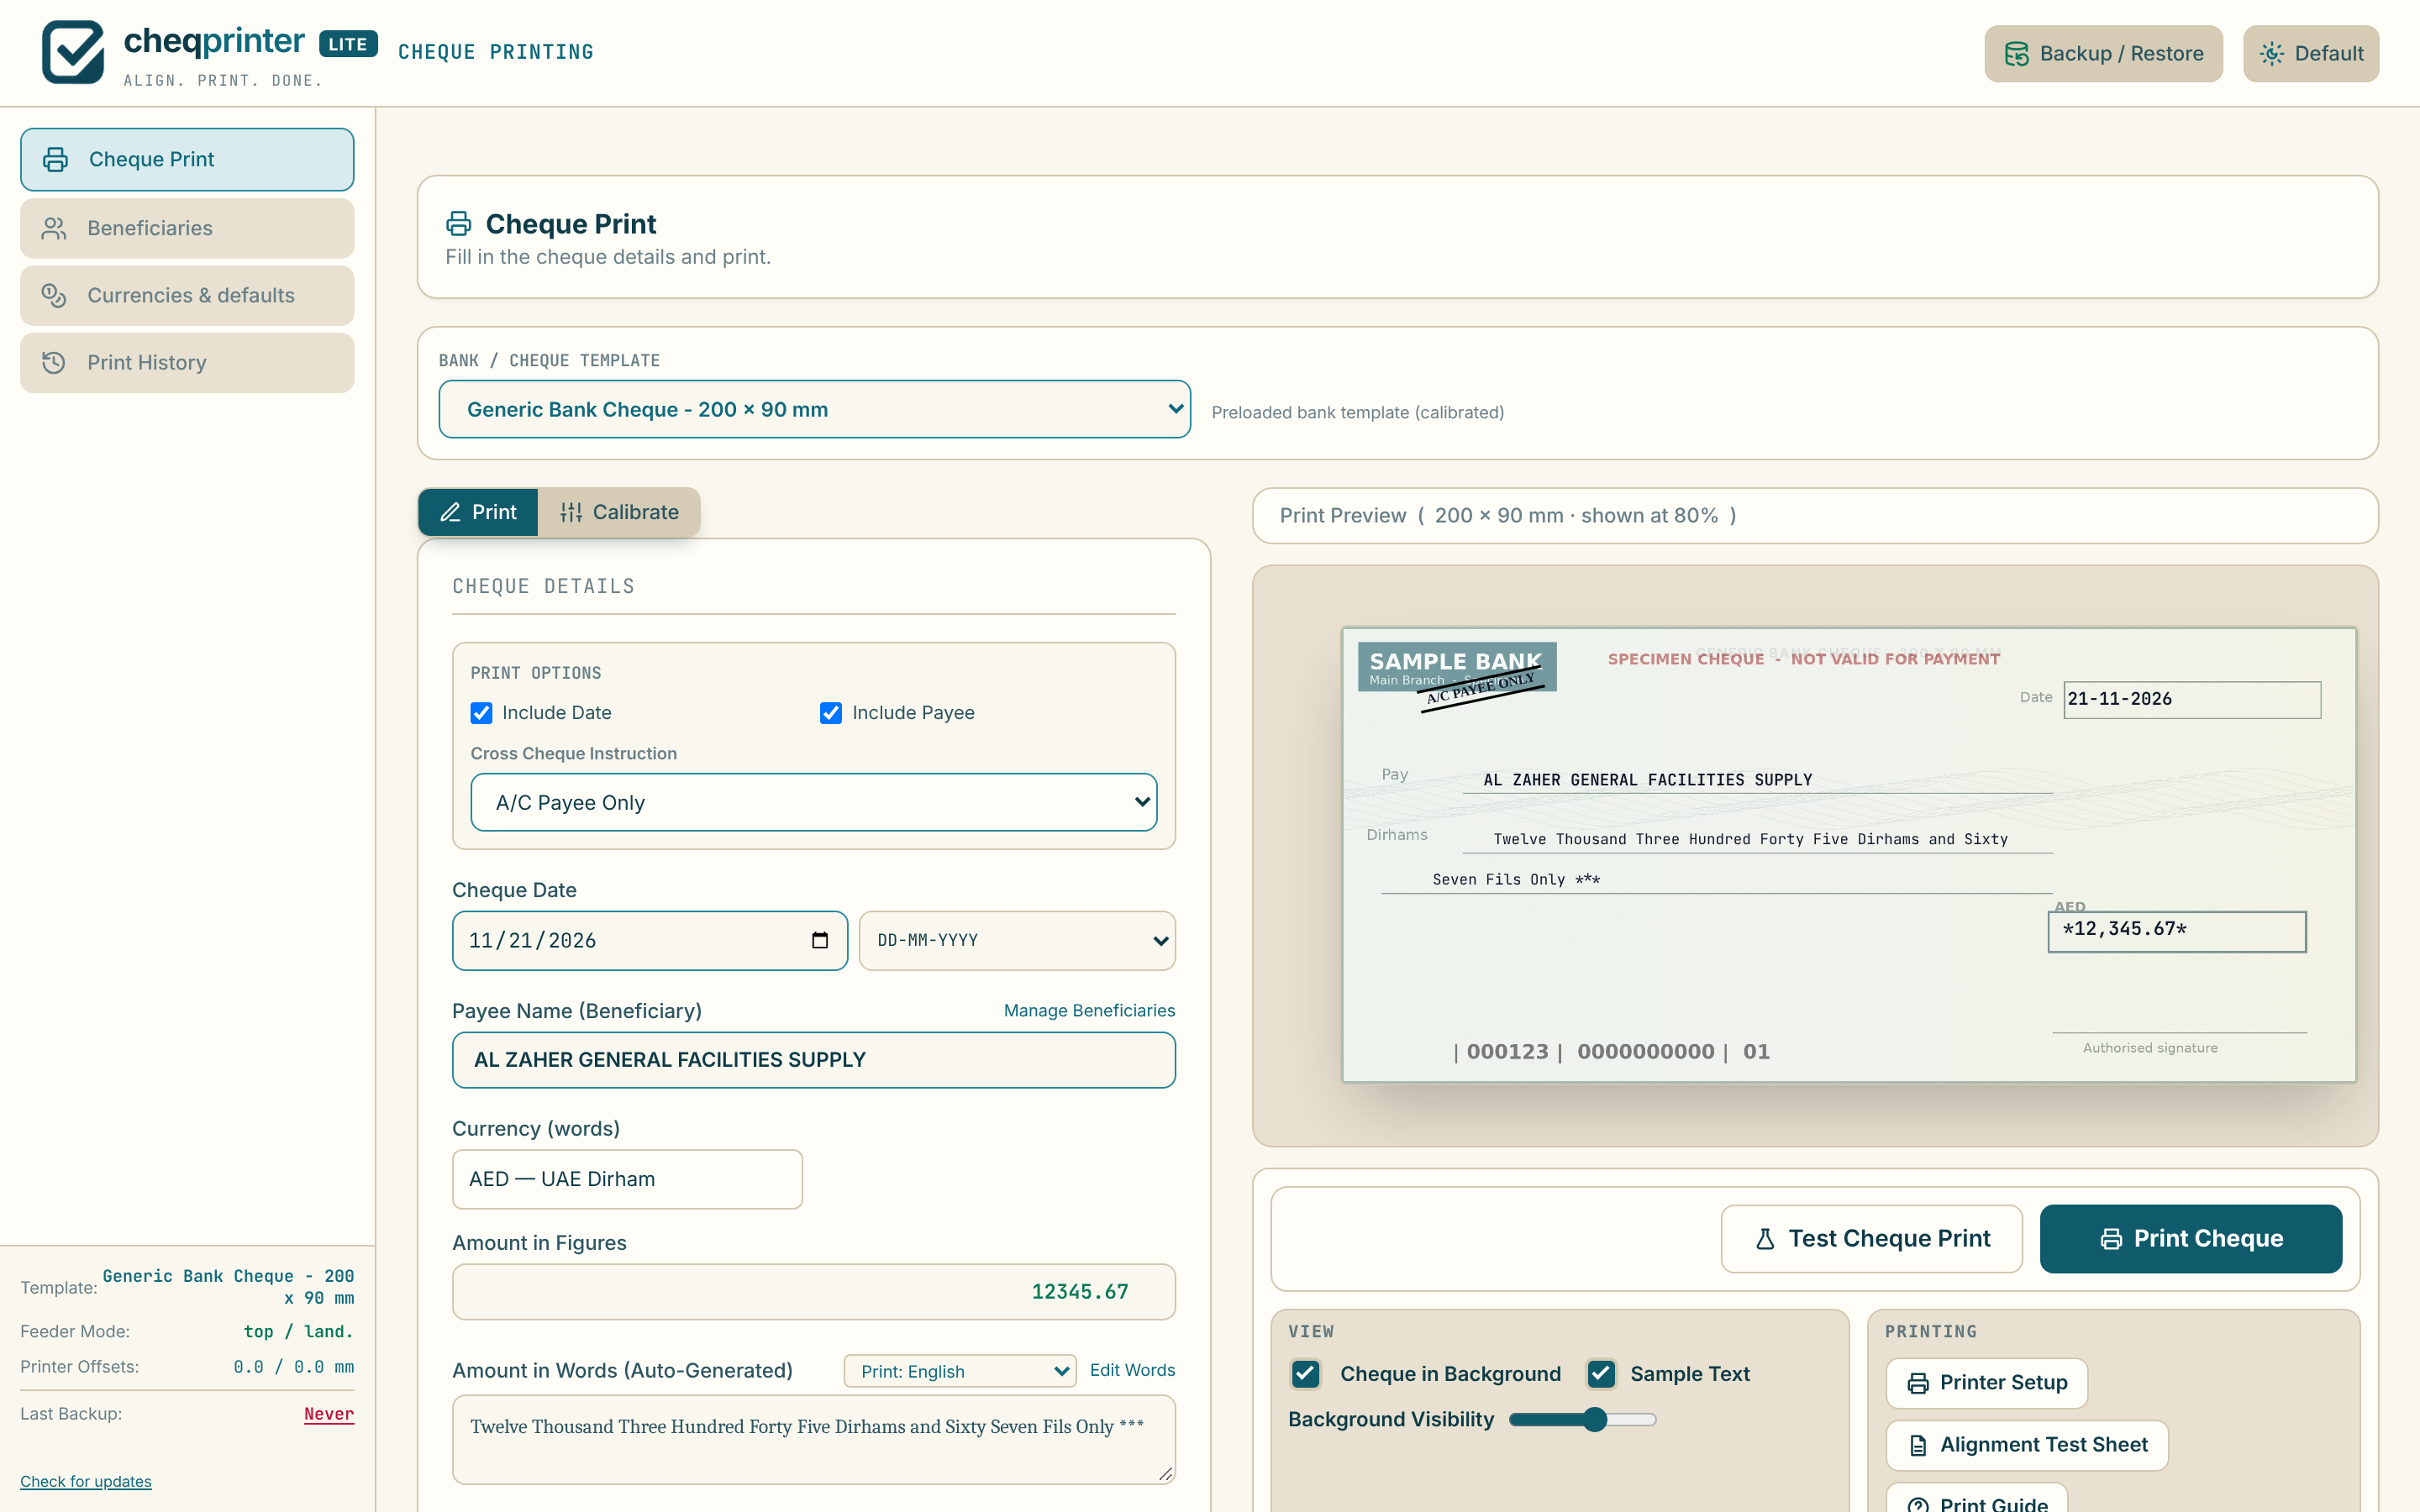 cheqprinter LITE CHEQUE PRINTING
ALIGN. PRINT. DONE.
Backup / Restore
Default
Cheque Print
Beneficiaries
Currencies & defaults
Print History
Template: Generic Bank Cheque - 200
x 90 mm
Feeder Mode: top / land.
Printer Offsets: 0.0 / 0.0 mm
Last Backup: Never
Check for updates
Cheque Print
Fill in the cheque details and print.
BANK / CHEQUE TEMPLATE
Generic Bank Cheque - 200 × 90 mm
Preloaded bank template (calibrated)
Print
Calibrate
CHEQUE DETAILS
PRINT OPTIONS
Include Date
Include Payee
Cross Cheque Instruction
A/C Payee Only
Cheque Date
11/21/2026
DD-MM-YYYY
Payee Name (Beneficiary)
Manage Beneficiaries
AL ZAHER GENERAL FACILITIES SUPPLY
Currency (words)
AED — UAE Dirham
Amount in Figures
12345.67
Amount in Words (Auto-Generated)
Print: English
Edit Words
Twelve Thousand Three Hundred Forty Five Dirhams and Sixty Seven Fils Only ***
Print Preview ( 200 × 90 mm · shown at 80% )
SAMPLE BANK
Main Branch -
A/C PAYEE ONLY
GENERIC BANK CHEQUE - 200 X 90 MM
SPECIMEN CHEQUE - NOT VALID FOR PAYMENT
Date 21-11-2026
Pay AL ZAHER GENERAL FACILITIES SUPPLY
Dirhams Twelve Thousand Three Hundred Forty Five Dirhams and Sixty
Seven Fils Only ***
AED
*12,345.67*
| 000123 | 0000000000 | 01
Authorised signature
Test Cheque Print
Print Cheque
VIEW
Cheque in Background
Sample Text
Background Visibility
PRINTING
Printer Setup
Alignment Test Sheet
Print Guide